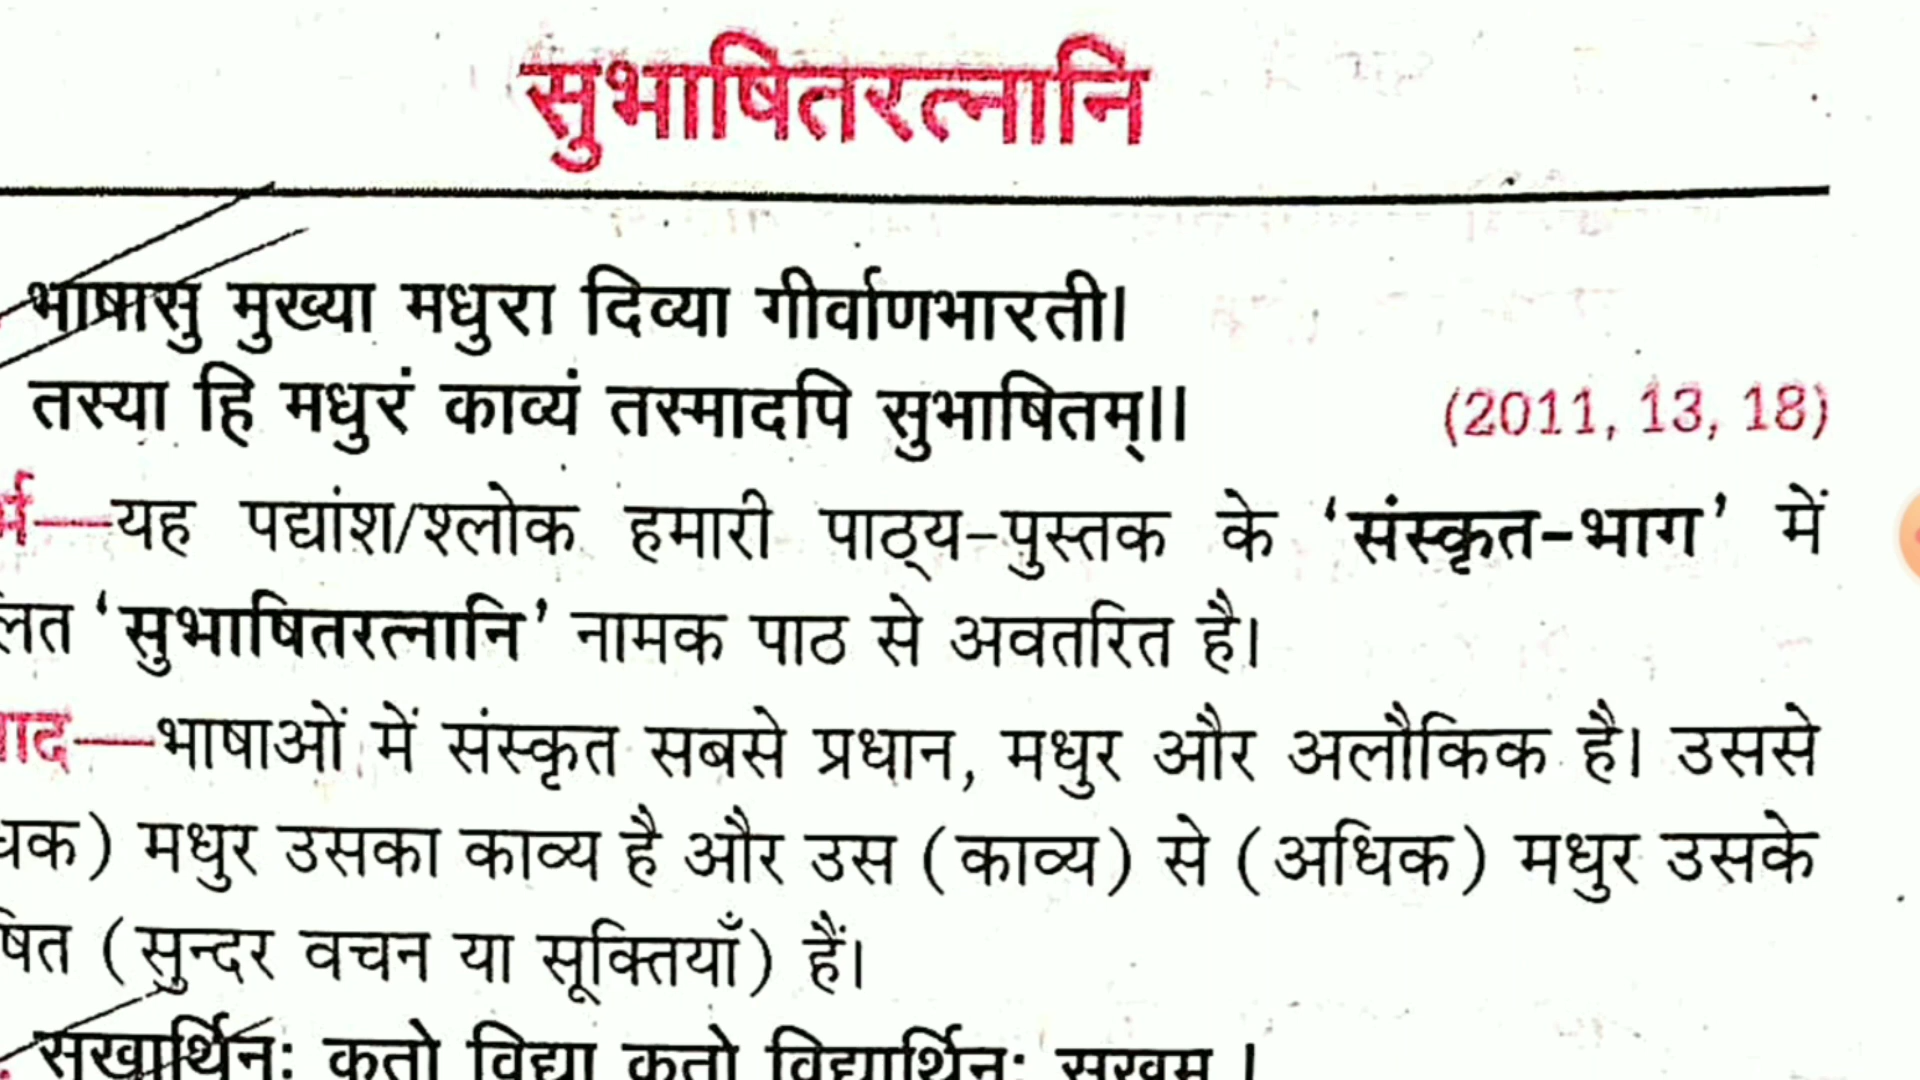 सुभाषितरत्नानि
भाषासु मुख्या मधुरा दिव्या गीर्वाणभारती।
तस्या हि मधुरं काव्यं तस्मादपि सुभाषितम्।। (2011, 13, 18)
—यह पद्यांश/श्लोक हमारी पाठ्य-पुस्तक के ‘संस्कृत-भाग’ में
‘सुभाषितरत्नानि’ नामक पाठ से अवतरित है।
—भाषाओं में संस्कृत सबसे प्रधान, मधुर और अलौकिक है। उससे
मधुर उसका काव्य है और उस (काव्य) से (अधिक) मधुर उसके
(सुन्दर वचन या सूक्तियाँ) हैं।
सुखार्थिनः कुतो विद्या कुतो विद्यार्थिनः सुखम् ।